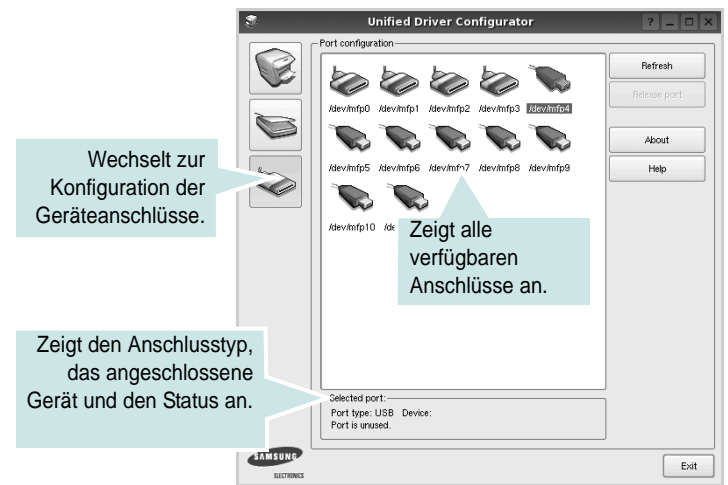 Unified Driver Configurator
Port configuration
/dev/mfp0 /dev/mfp1 /dev/mfp2 /dev/mfp3 /dev/mfp4
/dev/mfp5 /dev/mfp6 /dev/mfp7 /dev/mfp8 /dev/mfp9
/dev/mfp10
Refresh
Release port
About
Help
Wechselt zur
Konfiguration der
Geräteanschlüsse.
Zeigt alle
verfügbaren
Anschlüsse an.
Zeigt den Anschlusstyp,
das angeschlossene
Gerät und den Status an.
Selected port:
Port type: USB Device:
Port is unused.
SAMSUNG
ELECTRONICS
Exit